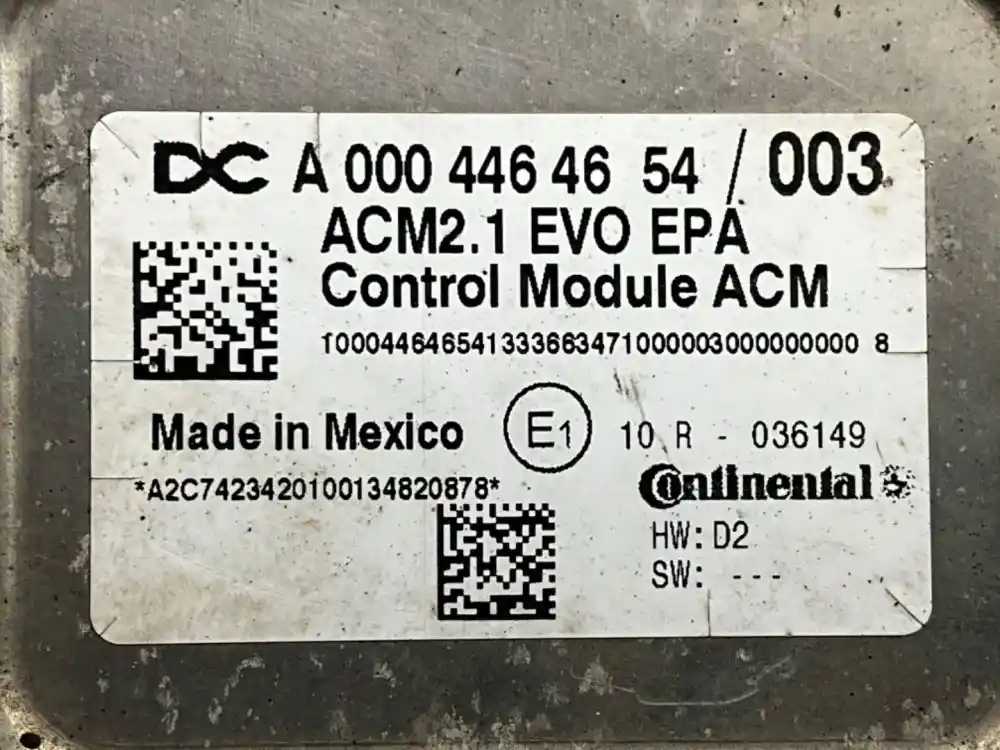 DC A 000 446 46 54 / 003
ACM2.1 EVO EPA
Control Module ACM
T000446465413336634710000030000000000 8
Made in Mexico E1 10 R - 036149
*A2C7423420100134820878* Continental
HW: D2
SW: ---